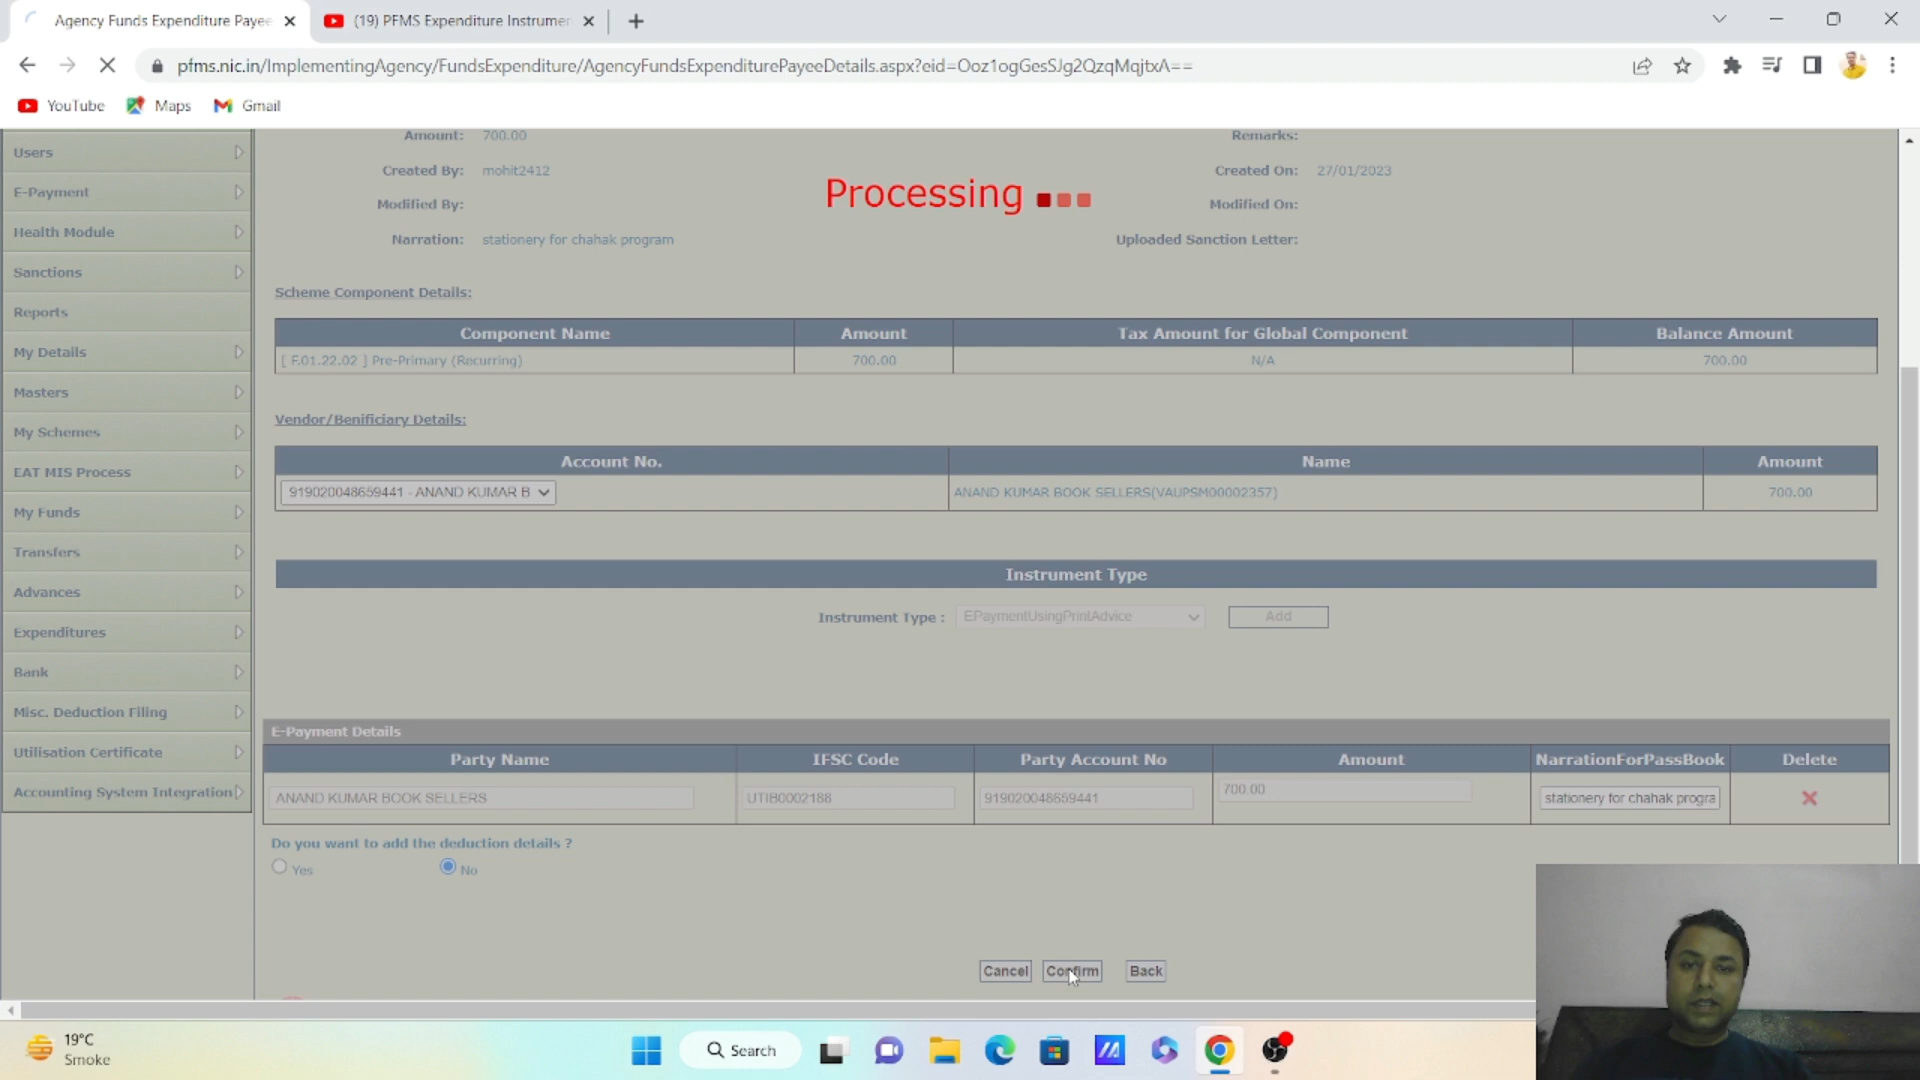 Agency Funds Expenditure Payee
(19) PFMS Expenditure Instrumen
pfms.nic.in/ImplementingAgency/FundsExpenditure/AgencyFundsExpenditurePayeeDetails.aspx?eid=Ooz1ogGesSJg2QzqMqjtxA==
YouTube Maps Gmail
Users
E-Payment
Health Module
Sanctions
Reports
My Details
Masters
My Schemes
EAT MIS Process
My Funds
Transfers
Advances
Expenditures
Bank
Misc. Deduction Filing
Utilisation Certificate
Accounting System Integration
Amount: 700.00 Remarks:
Created By: mohit2412 Created On: 27/01/2023
Processing
Modified By: Modified On:
Narration: stationery for chahak program Uploaded Sanction Letter:
Scheme Component Details:
Component Name Amount Tax Amount for Global Component Balance Amount
[ F.01.22.02 ] Pre-Primary (Recurring) 700.00 N/A 700.00
Vendor/Benificiary Details:
Account No. Name Amount
919020048659441 - ANAND KUMAR B ANAND KUMAR BOOK SELLERS(VAUPSM00002357) 700.00
Instrument Type
Instrument Type : EPaymentUsingPrintAdvice Add
E-Payment Details
Party Name IFSC Code Party Account No Amount NarrationForPassBook Delete
ANAND KUMAR BOOK SELLERS UTIB0002188 919020048659441 700.00 stationery for chahak progra
Do you want to add the deduction details ?
Yes No
Cancel Confirm Back
19°C
Smoke
Search